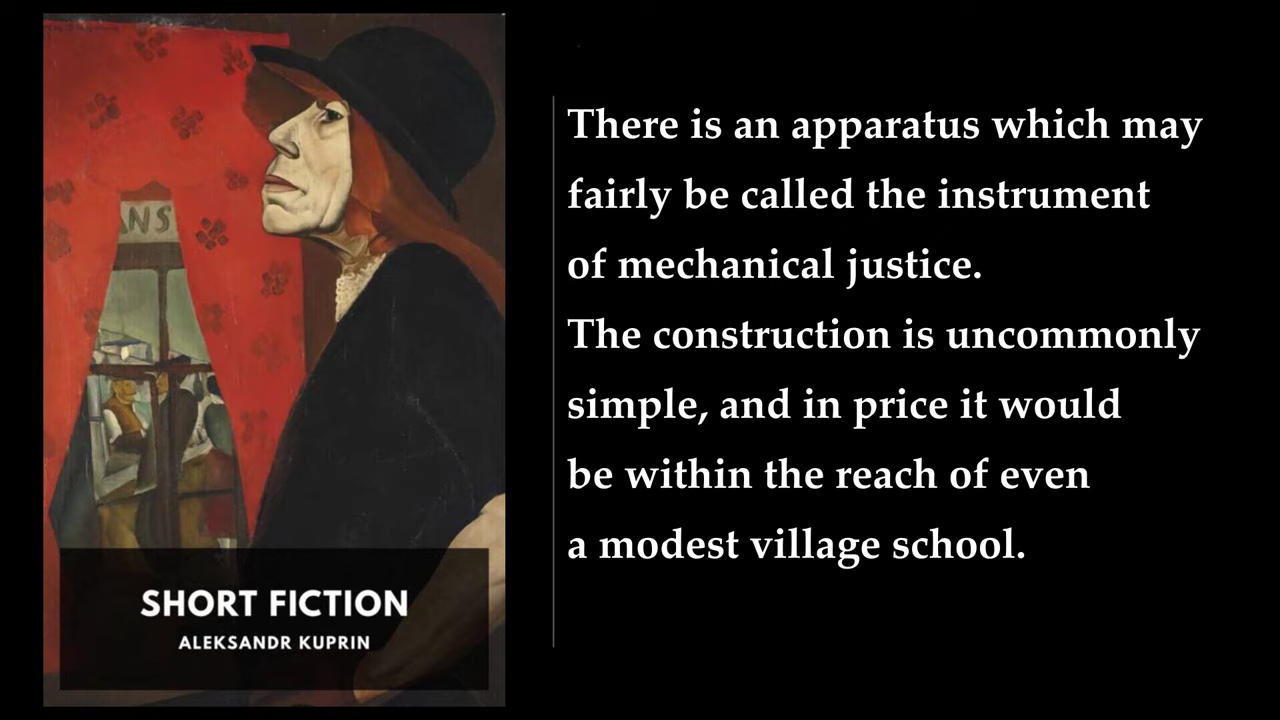 ANS
SHORT FICTION
ALEKSANDR KUPRIN
There is an apparatus which may
fairly be called the instrument
of mechanical justice.
The construction is uncommonly
simple, and in price it would
be within the reach of even
a modest village school.